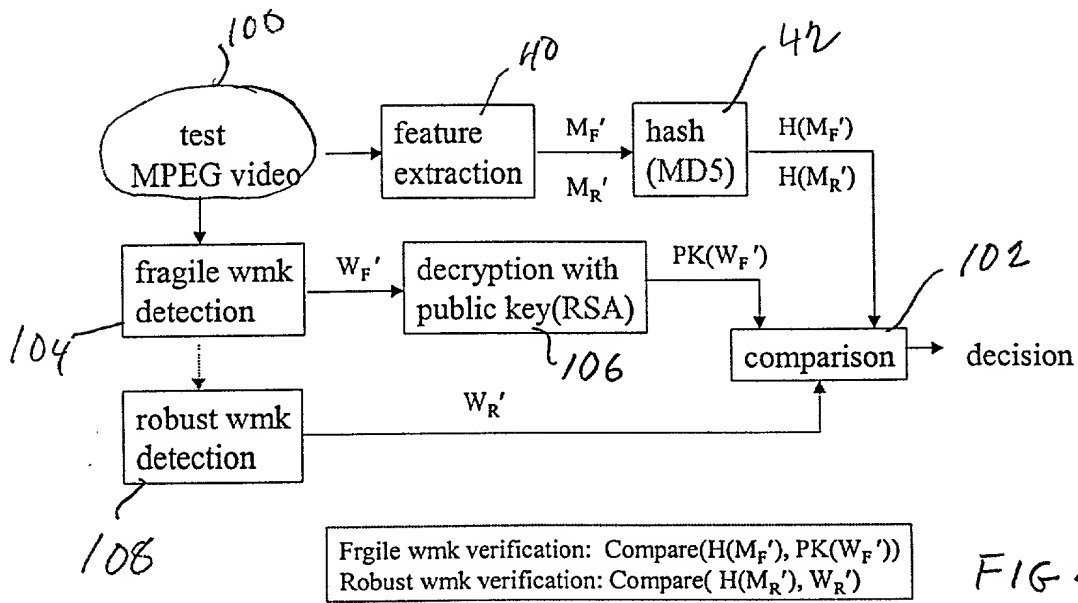 100
40
42
test
MPEG video
feature
extraction
M_F'
M_R'
hash
(MD5)
H(M_F')
H(M_R')
102
fragile wmk
detection
W_F'
decryption with
public key(RSA)
PK(W_F')
104
106
comparison
decision
robust wmk
detection
W_R'
108
Frgile wmk verification: Compare(H(M_F'), PK(W_F'))
Robust wmk verification: Compare( H(M_R'), W_R')
FIG.